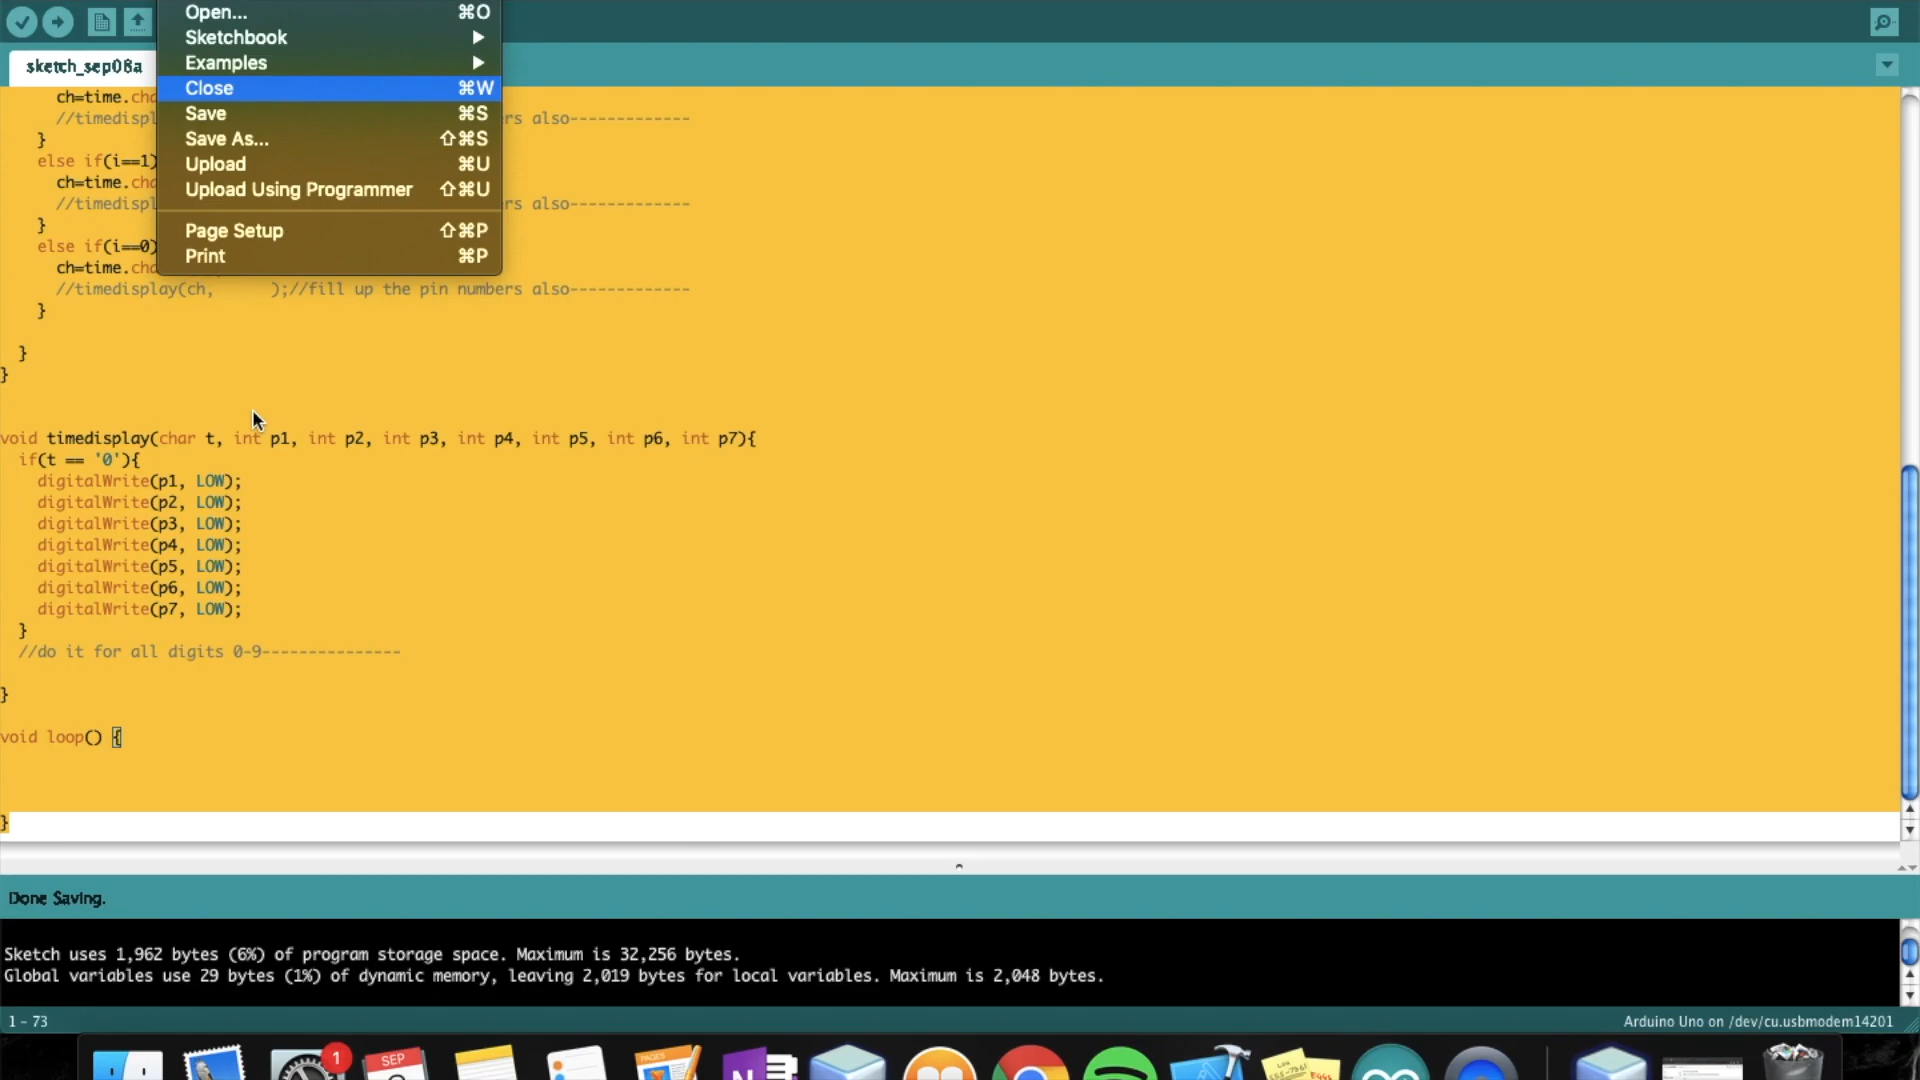 Open... ⌘O
Sketchbook ▶
Examples ▶
Close ⌘W
Save ⌘S
Save As... ⇧⌘S
Upload ⌘U
Upload Using Programmer ⇧⌘U
Page Setup ⇧⌘P
Print ⌘P
sketch_sep08a
ch=time.cha
//timedispl rs also-------------
}
else if(i==1)
ch=time.cha
//timedispl rs also-------------
}
else if(i==0)
ch=time.cha
//timedisplay(ch, );//fill up the pin numbers also-------------
}
}
}
void timedisplay(char t, int p1, int p2, int p3, int p4, int p5, int p6, int p7){
if(t == '0'){
digitalWrite(p1, LOW);
digitalWrite(p2, LOW);
digitalWrite(p3, LOW);
digitalWrite(p4, LOW);
digitalWrite(p5, LOW);
digitalWrite(p6, LOW);
digitalWrite(p7, LOW);
}
//do it for all digits 0-9---------------
}
void loop() {
}
Done Saving.
Sketch uses 1,962 bytes (6%) of program storage space. Maximum is 32,256 bytes.
Global variables use 29 bytes (1%) of dynamic memory, leaving 2,019 bytes for local variables. Maximum is 2,048 bytes.
1 - 73
Arduino Uno on /dev/cu.usbmodem14201
1
SEP
PAGES
N